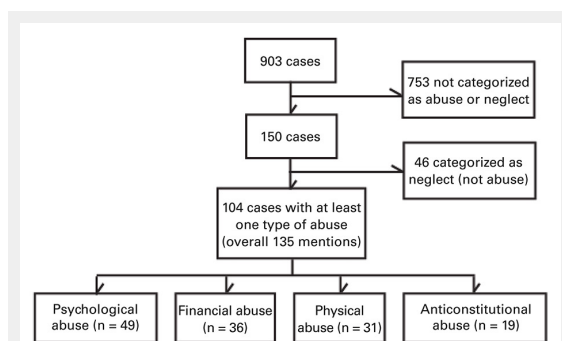 903 cases
753 not categorized
as abuse or neglect
150 cases
46 categorized as
neglect (not abuse)
104 cases with at least
one type of abuse
(overall 135 mentions)
Psychological
abuse (n = 49)
Financial abuse
(n = 36)
Physical
abuse (n = 31)
Anticonstitutional
abuse (n = 19)